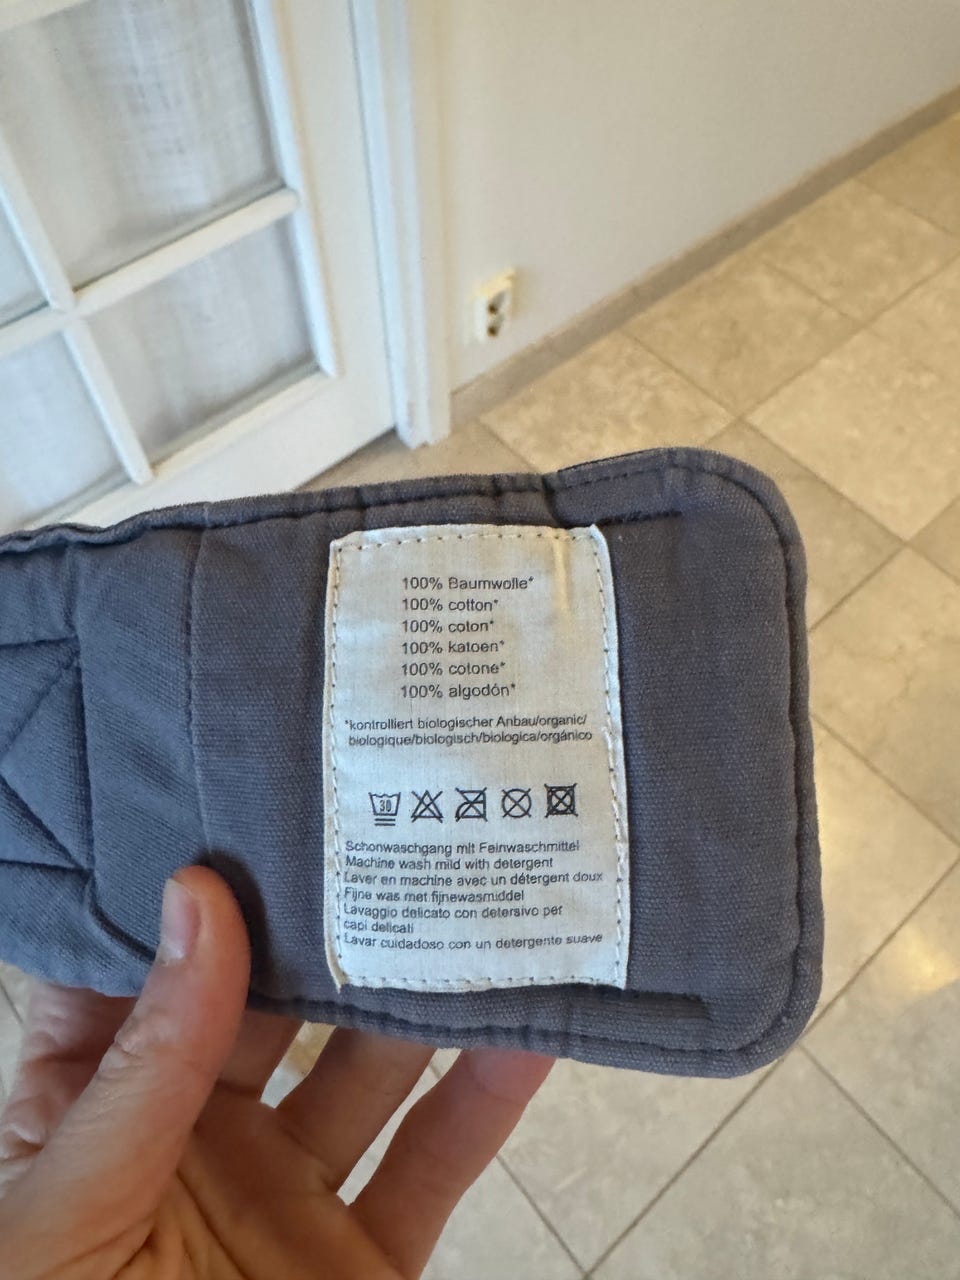 100% Baumwolle*
100% cotton*
100% coton*
100% katoen*
100% cotone*
100% algodón*
*kontrolliert biologischer Anbau/organic/
biologique/biologisch/biologica/orgánico
30
Schonwaschgang mit Feinwaschmittel
Machine wash mild with detergent
Laver en machine avec un détergent doux
Fijne was met fijnewasmiddel
Lavaggio delicato con detersivo per
capi delicati
Lavar cuidadoso con un detergente suave